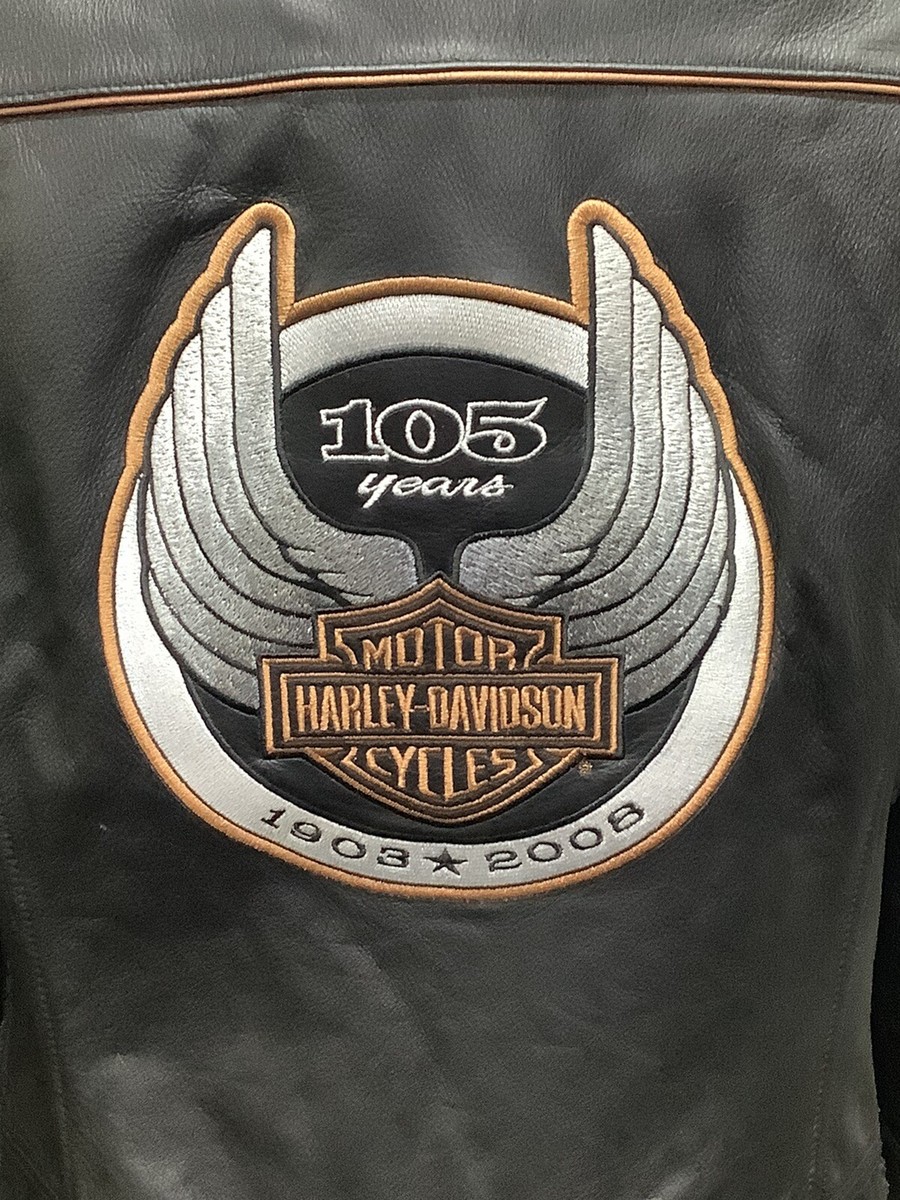 105
years
MOTOR
HARLEY-DAVIDSON
CYCLES
®
1903★2008